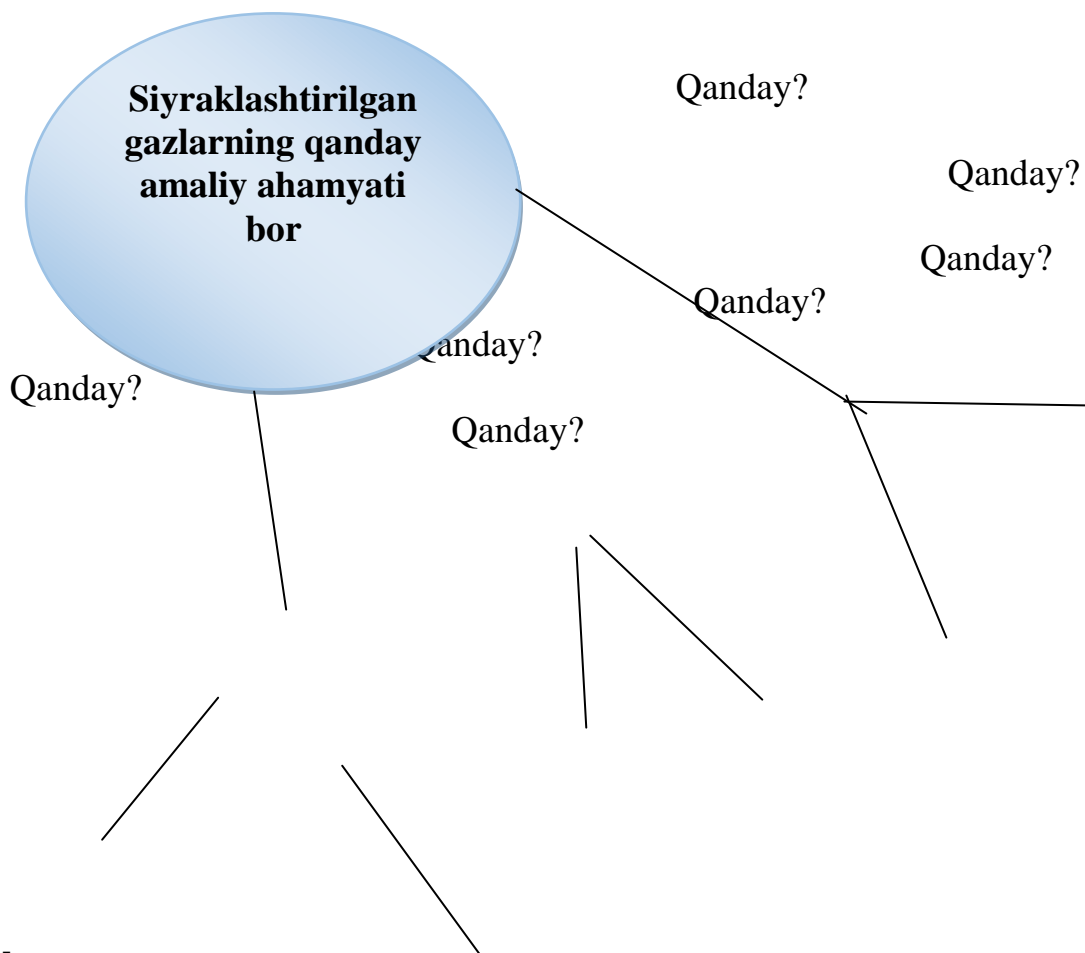 Siyraklashtirilgan
gazlarning qanday
amaliy ahamyati
bor
Qanday?
Qanday?
Qanday?
Qanday?
Qanday?
Qanday?
Qanday?